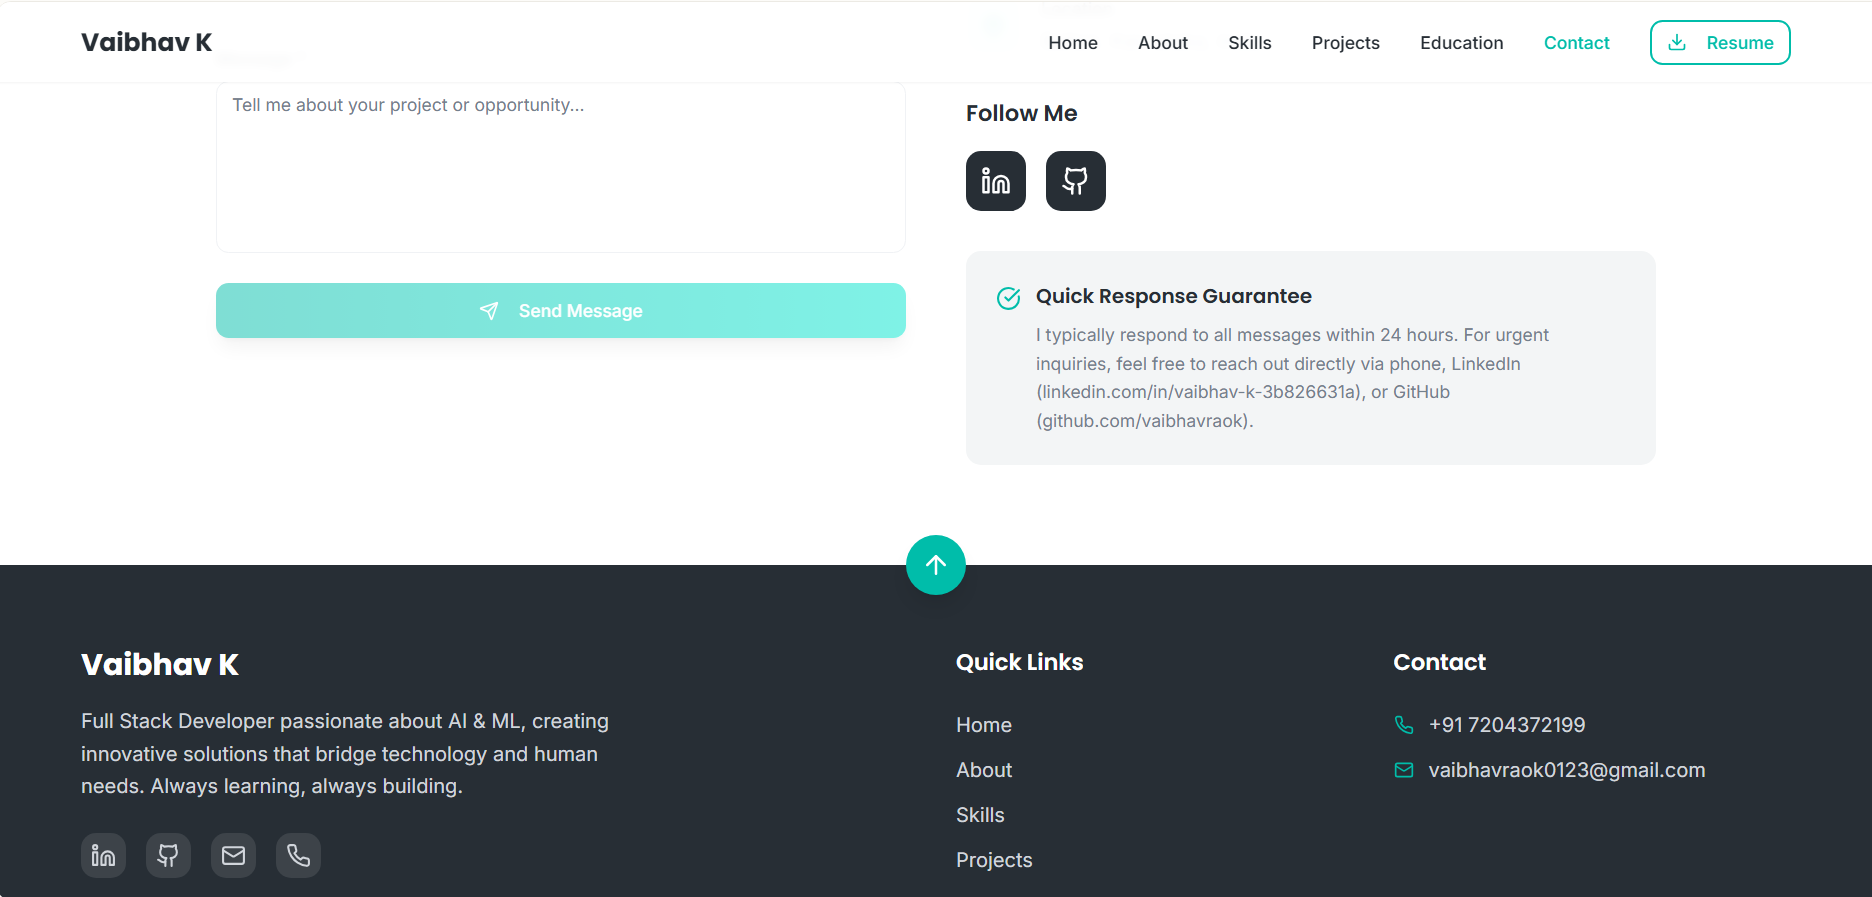 Vaibhav K
Home
About
Skills
Projects
Education
Contact
Resume
Tell me about your project or opportunity...
Send Message
Follow Me
Quick Response Guarantee
I typically respond to all messages within 24 hours. For urgent
inquiries, feel free to reach out directly via phone, LinkedIn
(linkedin.com/in/vaibhav-k-3b826631a), or GitHub
(github.com/vaibhavraok).
Vaibhav K
Full Stack Developer passionate about AI & ML, creating
innovative solutions that bridge technology and human
needs. Always learning, always building.
Quick Links
Home
About
Skills
Projects
Contact
+91 7204372199
vaibhavraok0123@gmail.com